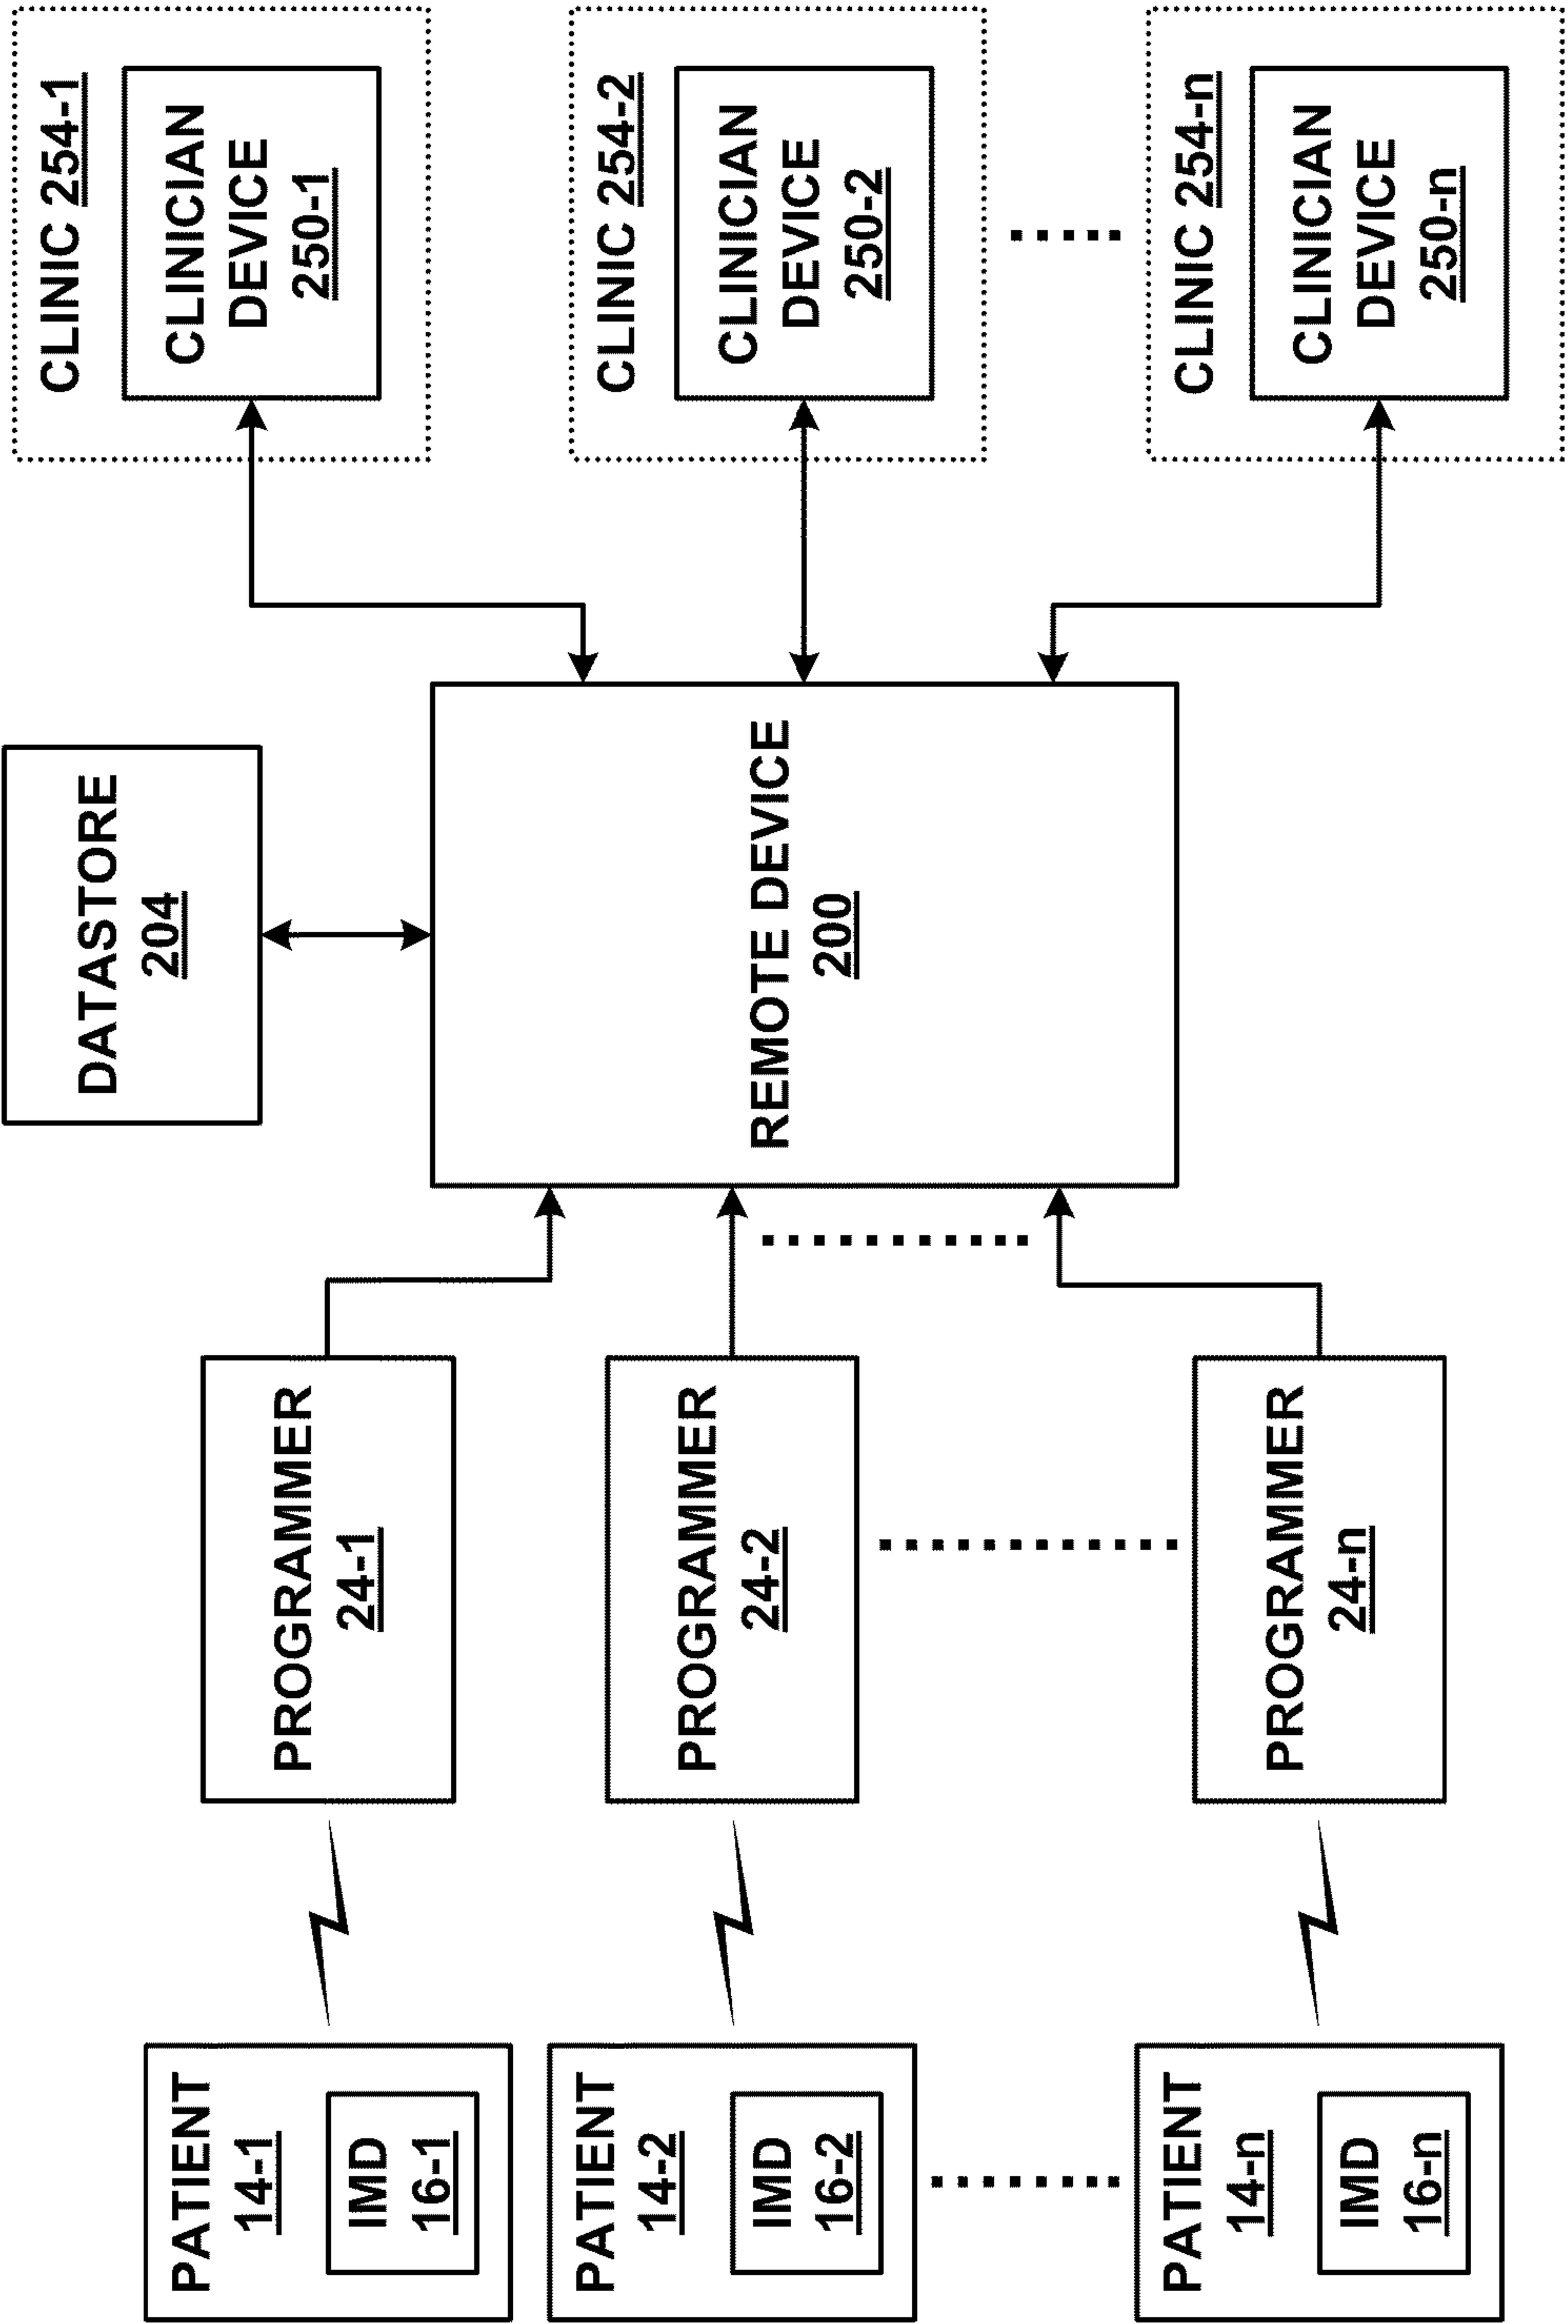 PATIENT
14-1
IMD
16-1
PROGRAMMER
24-1
DATASTORE
204
CLINIC 254-1
CLINICIAN
DEVICE
250-1
PATIENT
14-2
IMD
16-2
PROGRAMMER
24-2
REMOTE DEVICE
200
CLINIC 254-2
CLINICIAN
DEVICE
250-2
PATIENT
14-n
IMD
16-n
PROGRAMMER
24-n
CLINIC 254-n
CLINICIAN
DEVICE
250-n